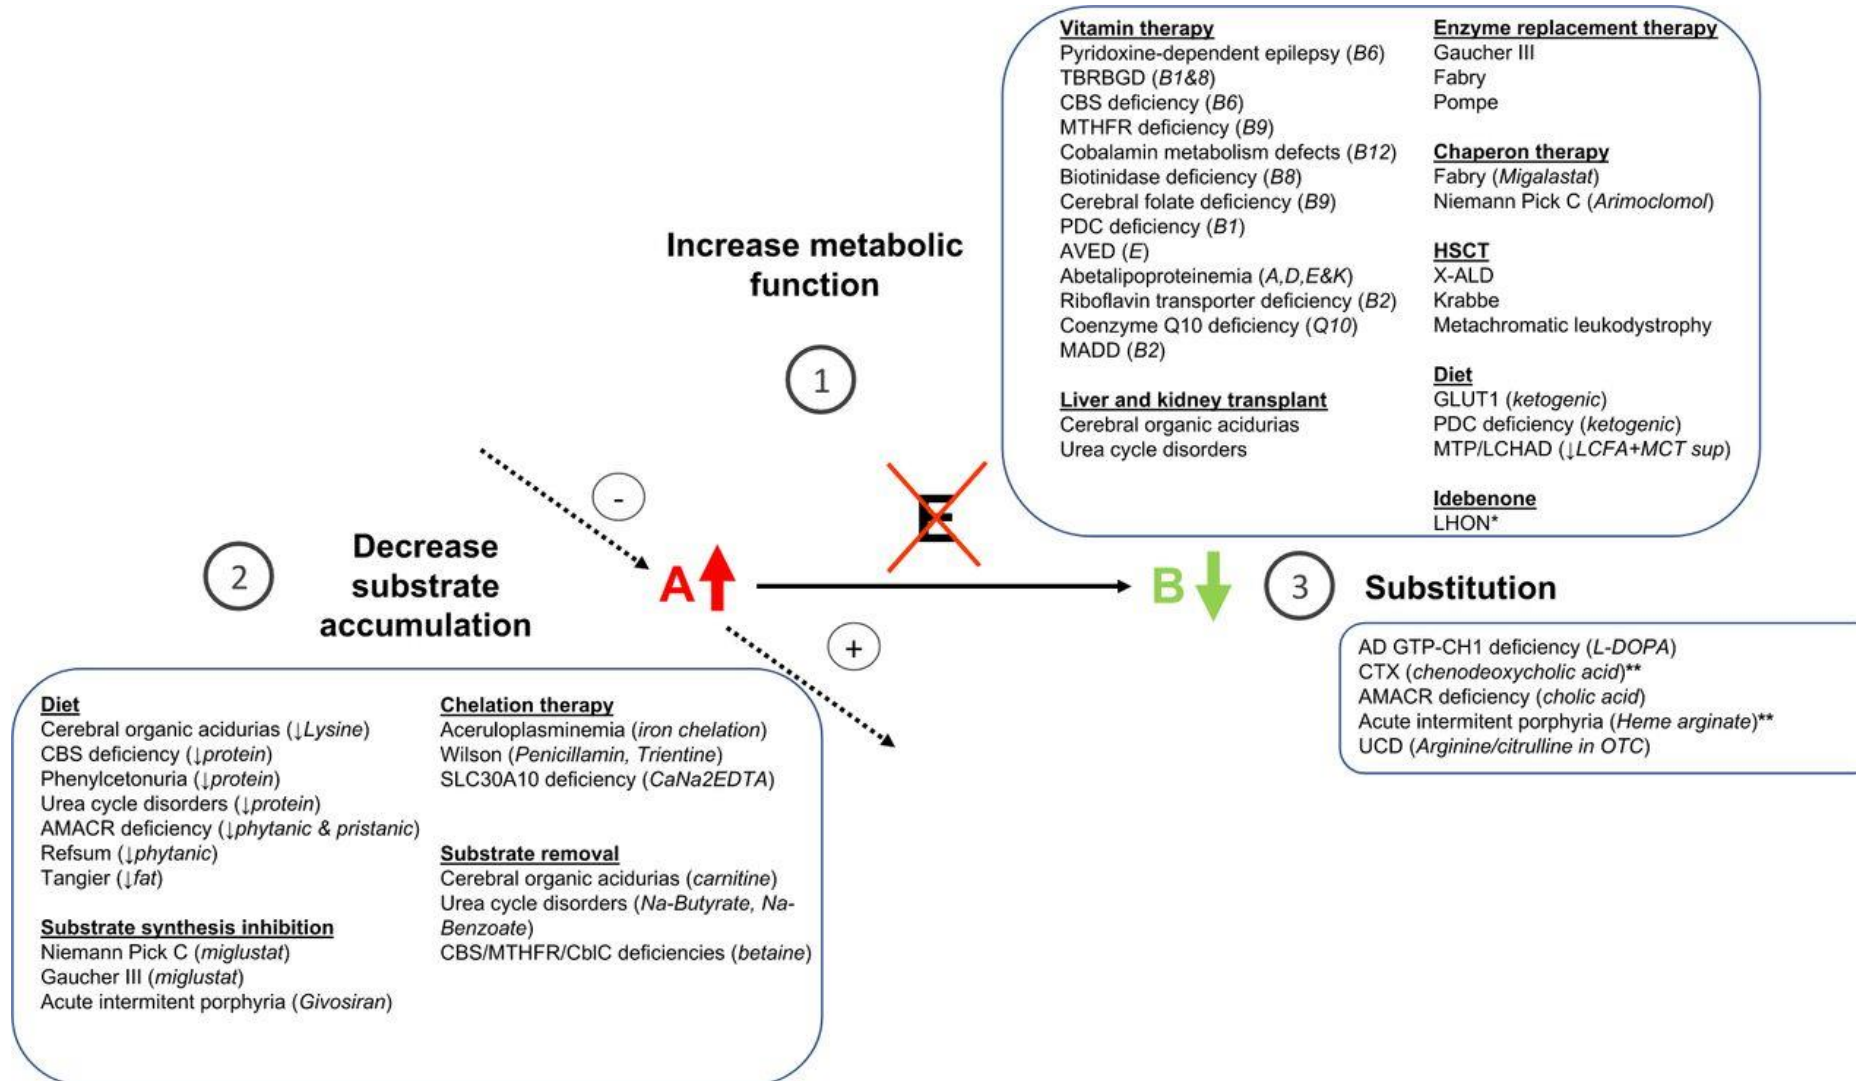 Vitamin therapy
Pyridoxine-dependent epilepsy (B6)
TBRBGD (B1&8)
CBS deficiency (B6)
MTHFR deficiency (B9)
Cobalamin metabolism defects (B12)
Biotinidase deficiency (B8)
Cerebral folate deficiency (B9)
PDC deficiency (B1)
AVED (E)
Abetalipoproteinemia (A,D,E&K)
Riboflavin transporter deficiency (B2)
Coenzyme Q10 deficiency (Q10)
MADD (B2)
Liver and kidney transplant
Cerebral organic acidurias
Urea cycle disorders
Enzyme replacement therapy
Gaucher III
Fabry
Pompe
Chaperon therapy
Fabry (Migalastat)
Niemann Pick C (Arimoclomol)
HSCT
X-ALD
Krabbe
Metachromatic leukodystrophy
Diet
GLUT1 (ketogenic)
PDC deficiency (ketogenic)
MTP/LCHAD (↓LCFA+MCT sup)
Idebenone
LHON*
Increase metabolic
function
1
-
E
2
Decrease
substrate
accumulation
A
B
3
Substitution
+
AD GTP-CH1 deficiency (L-DOPA)
CTX (chenodeoxycholic acid)**
AMACR deficiency (cholic acid)
Acute intermitent porphyria (Heme arginate)**
UCD (Arginine/citrulline in OTC)
Diet
Cerebral organic acidurias (↓Lysine)
CBS deficiency (↓protein)
Phenylcetonuria (↓protein)
Urea cycle disorders (↓protein)
AMACR deficiency (↓phytanic & pristanic)
Refsum (↓phytanic)
Tangier (↓fat)
Substrate synthesis inhibition
Niemann Pick C (miglustat)
Gaucher III (miglustat)
Acute intermitent porphyria (Givosiran)
Chelation therapy
Aceruloplasminemia (iron chelation)
Wilson (Penicillamin, Trientine)
SLC30A10 deficiency (CaNa2EDTA)
Substrate removal
Cerebral organic acidurias (carnitine)
Urea cycle disorders (Na-Butyrate, Na-
Benzoate)
CBS/MTHFR/CblC deficiencies (betaine)